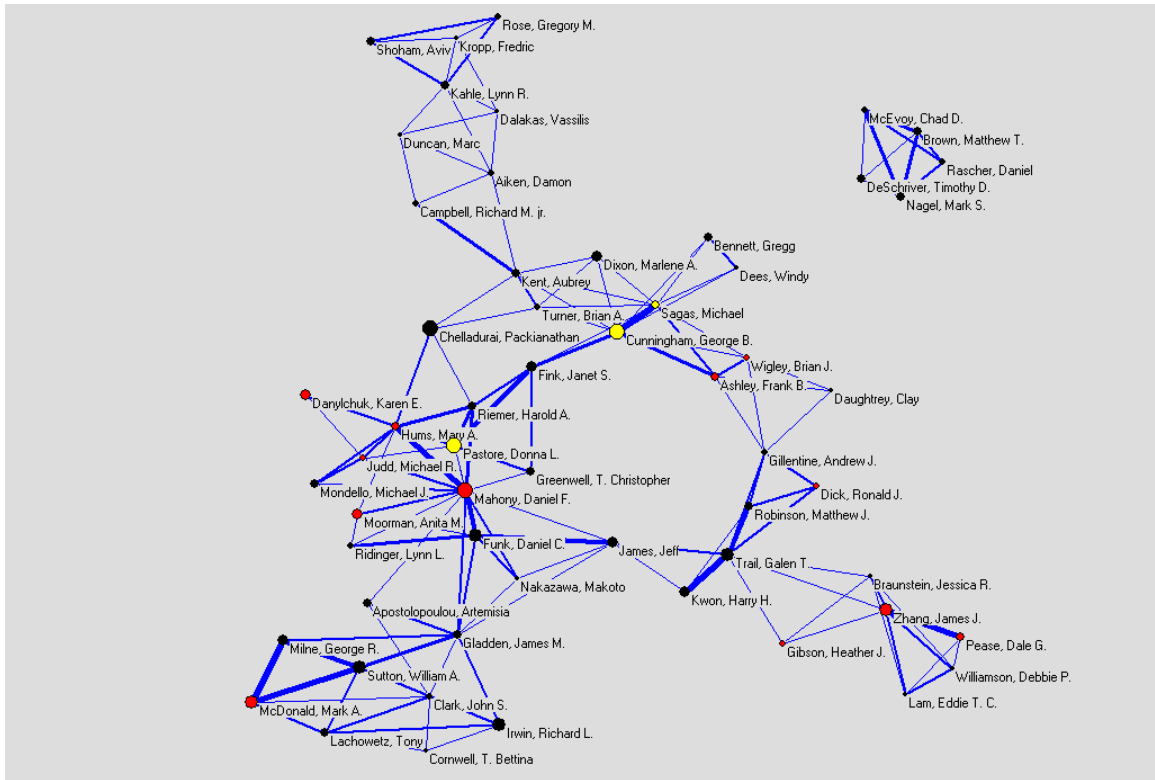 Rose, Gregory M.
Shoham, Aviv
Kropp, Fredric
Kahle, Lynn R.
Dalakas, Vassilis
McEvoy, Chad D.
Duncan, Marc
Brown, Matthew T.
Rascher, Daniel
Aiken, Damon
DeSchriver, Timothy D.
Nagel, Mark S.
Campbell, Richard M. jr.
Bennett, Gregg
Dixon, Marlene A.
Dees, Windy
Kent, Aubrey
Turner, Brian A.
Sagas, Michael
Chelladurai, Packianathan
Cunningham, George B.
Wigley, Brian J.
Fink, Janet S.
Ashley, Frank B.
Daughtrey, Clay
Danylchuk, Karen E.
Riemer, Harold A.
Hums, Mary A.
Pastore, Donna L.
Gillentine, Andrew J.
Judd, Michael R.
Greenwell, T. Christopher
Mondello, Michael J.
Mahony, Daniel F.
Dick, Ronald J.
Robinson, Matthew J.
Moorman, Anita M.
Funk, Daniel C.
James, Jeff
Ridinger, Lynn L.
Trail, Galen T.
Nakazawa, Makoto
Braunstein, Jessica R.
Kwon, Harry H.
Apostolopoulou, Artemisia
Zhang, James J.
Milne, George R.
Gladden, James M.
Gibson, Heather J.
Pease, Dale G.
Sutton, William A.
Williamson, Debbie P.
Clark, John S.
Lam, Eddie T. C.
McDonald, Mark A.
Irwin, Richard L.
Lachowetz, Tony
Cornwell, T. Bettina